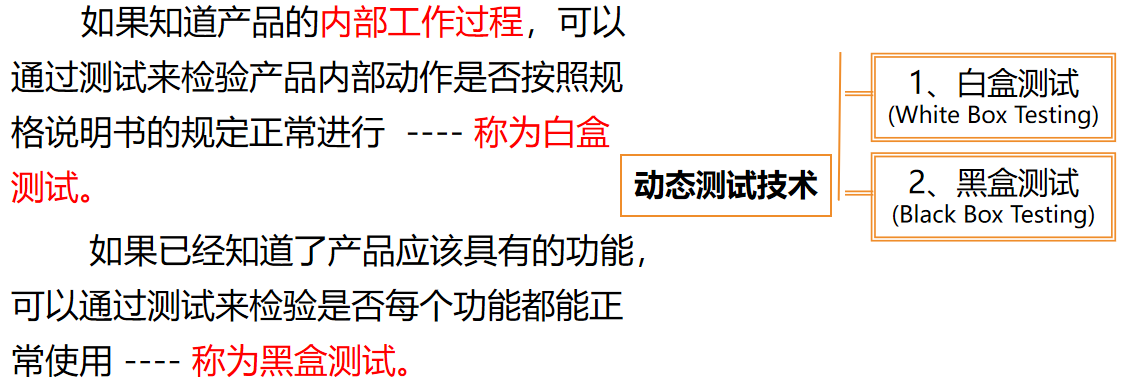 如果知道产品的内部工作过程，可以
通过测试来检验产品内部动作是否按照规
格说明书的规定正常进行 ---- 称为白盒
测试。
如果已经知道了产品应该具有的功能，
可以通过测试来检验是否每个功能都能正
常使用 ---- 称为黑盒测试。
动态测试技术
1、白盒测试
(White Box Testing)
2、黑盒测试
(Black Box Testing)